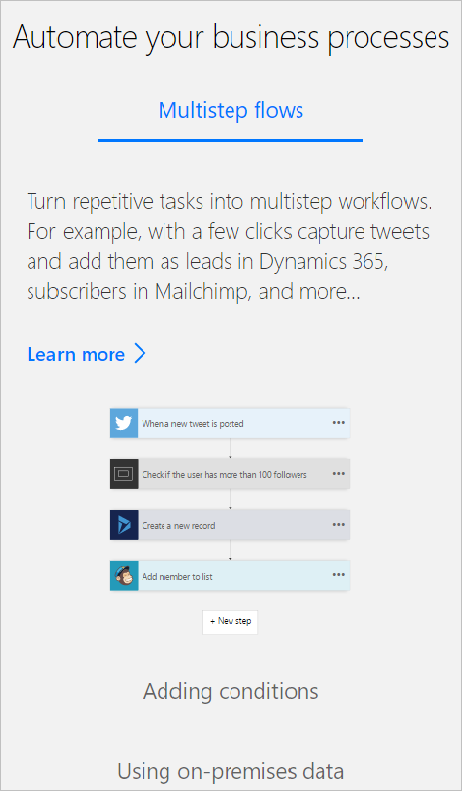 Automate your business processes
Multistep flows
Turn repetitive tasks into multistep workflows.
For example, with a few clicks capture tweets
and add them as leads in Dynamics 365,
subscribers in Mailchimp, and more...
Learn more
When a new tweet is posted
Check if the user has more than 100 followers
Create a new record
Add member to list
+ New step
Adding conditions
Using on-premises data